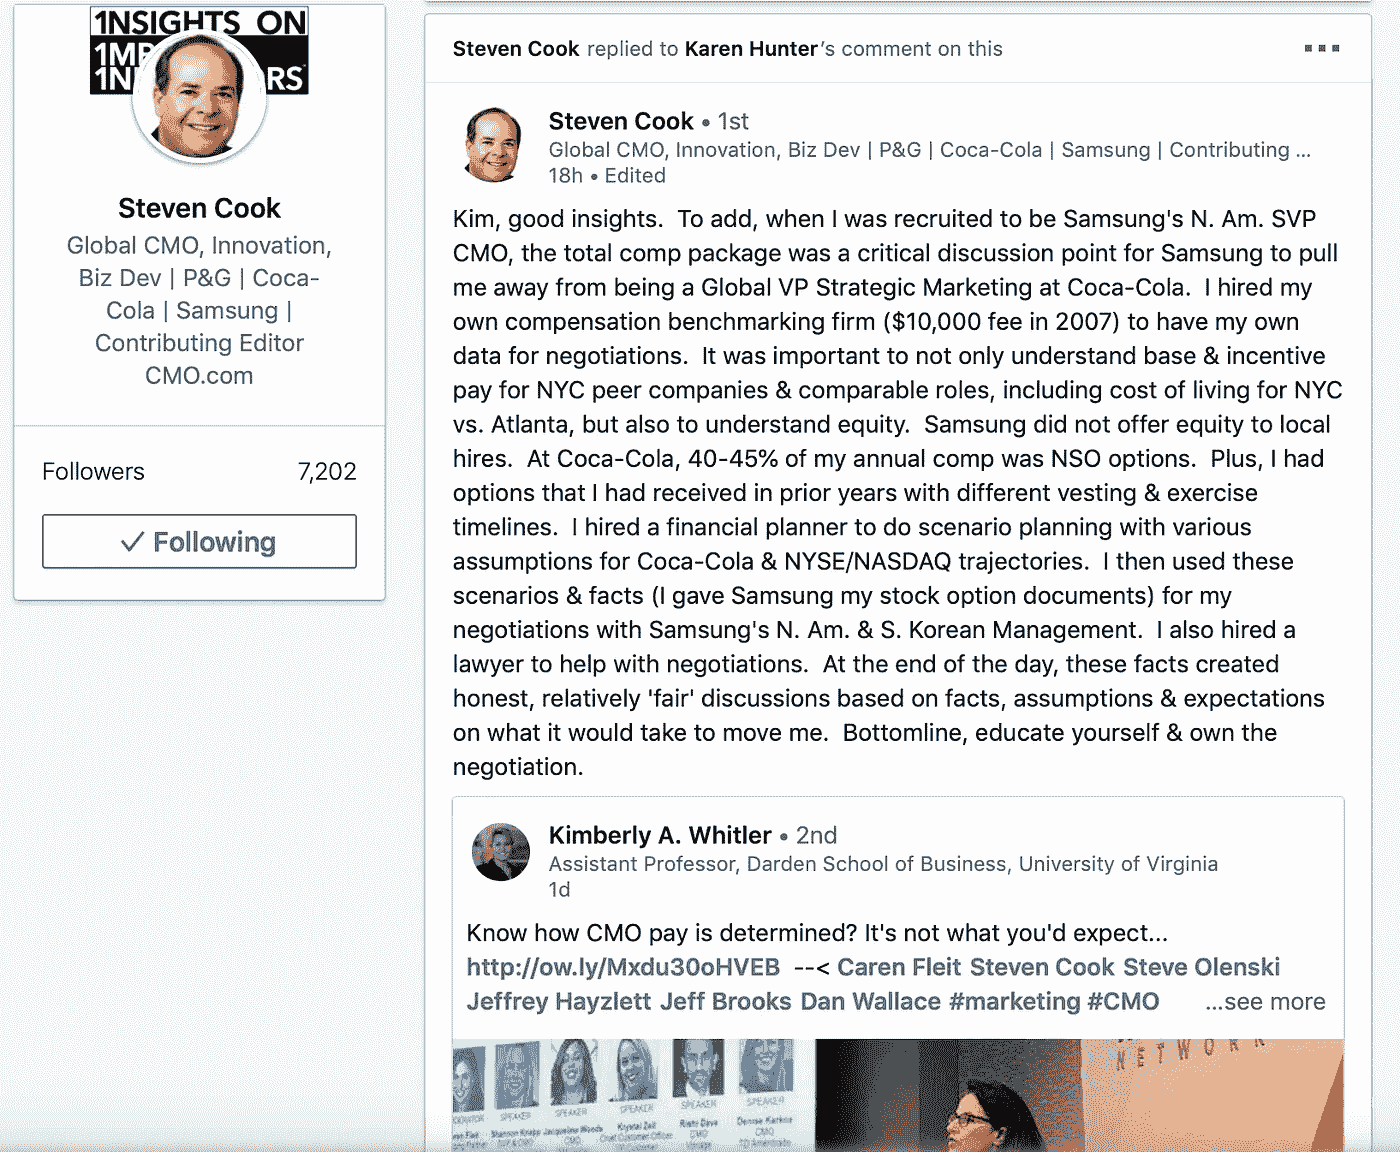 1NSIGHTS ON
1MP
1N RS
Steven Cook
Global CMO, Innovation,
Biz Dev | P&G | Coca-
Cola | Samsung |
Contributing Editor
CMO.com
Followers 7,202
✓ Following
Steven Cook replied to Karen Hunter's comment on this
Steven Cook • 1st
Global CMO, Innovation, Biz Dev | P&G | Coca-Cola | Samsung | Contributing ...
18h • Edited
Kim, good insights.  To add, when I was recruited to be Samsung's N. Am. SVP
CMO, the total comp package was a critical discussion point for Samsung to pull
me away from being a Global VP Strategic Marketing at Coca-Cola.  I hired my
own compensation benchmarking firm ($10,000 fee in 2007) to have my own
data for negotiations.  It was important to not only understand base & incentive
pay for NYC peer companies & comparable roles, including cost of living for NYC
vs. Atlanta, but also to understand equity.  Samsung did not offer equity to local
hires.  At Coca-Cola, 40-45% of my annual comp was NSO options.  Plus, I had
options that I had received in prior years with different vesting & exercise
timelines.  I hired a financial planner to do scenario planning with various
assumptions for Coca-Cola & NYSE/NASDAQ trajectories.  I then used these
scenarios & facts (I gave Samsung my stock option documents) for my
negotiations with Samsung's N. Am. & S. Korean Management.  I also hired a
lawyer to help with negotiations.  At the end of the day, these facts created
honest, relatively 'fair' discussions based on facts, assumptions & expectations
on what it would take to move me.  Bottomline, educate yourself & own the
negotiation.
Kimberly A. Whitler • 2nd
Assistant Professor, Darden School of Business, University of Virginia
1d
Know how CMO pay is determined? It's not what you'd expect...
http://ow.ly/Mxdu30oHVEB --< Caren Fleit Steven Cook Steve Olenski
Jeffrey Hayzlett Jeff Brooks Dan Wallace #marketing #CMO ...see more
NETWORK
SPEAKER SPEAKER SPEAKER SPEAKER SPEAKER
CMO CMO CMO